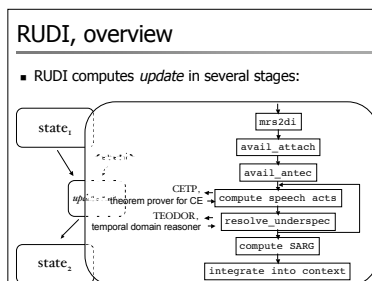 RUDI, overview
▪ RUDI computes update in several stages:
state₁
state₂
mrs2di
avail_attach
avail_antec
CETP,
theorem prover for CE
compute speech acts
TEODOR,
temporal domain reasoner
resolve_underspec
compute SARG
integrate into context